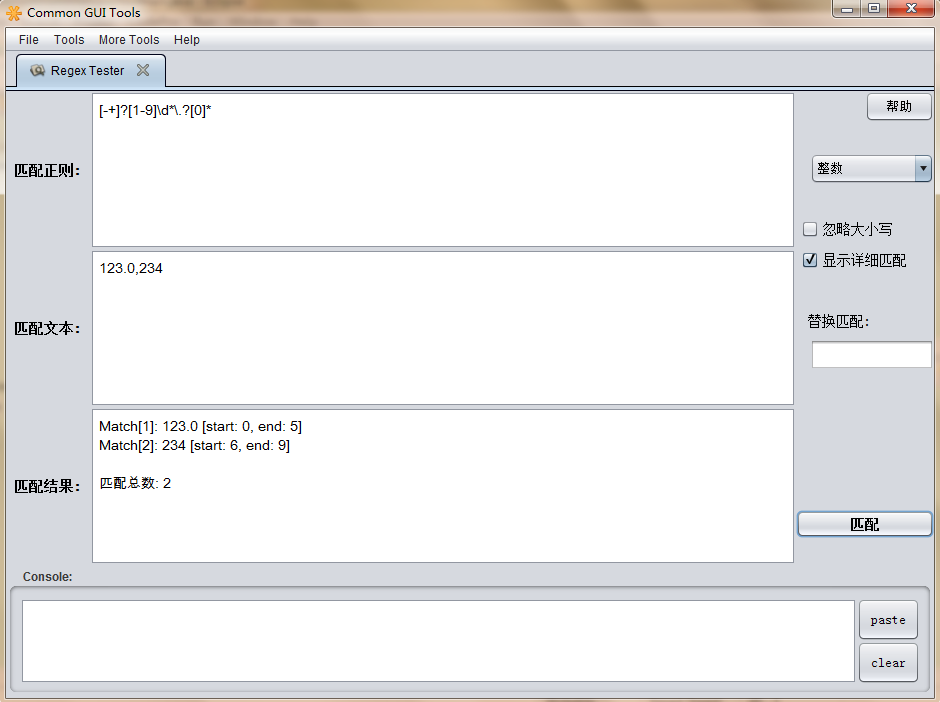 Common GUI Tools
File Tools More Tools Help
Regex Tester
匹配正则：
[-+]?[1-9]\d*\.?[0]*
帮助
整数
忽略大小写
显示详细匹配
匹配文本：
123.0,234
替换匹配：
匹配结果：
Match[1]: 123.0 [start: 0, end: 5]
Match[2]: 234 [start: 6, end: 9]
匹配总数: 2
匹配
Console:
paste
clear